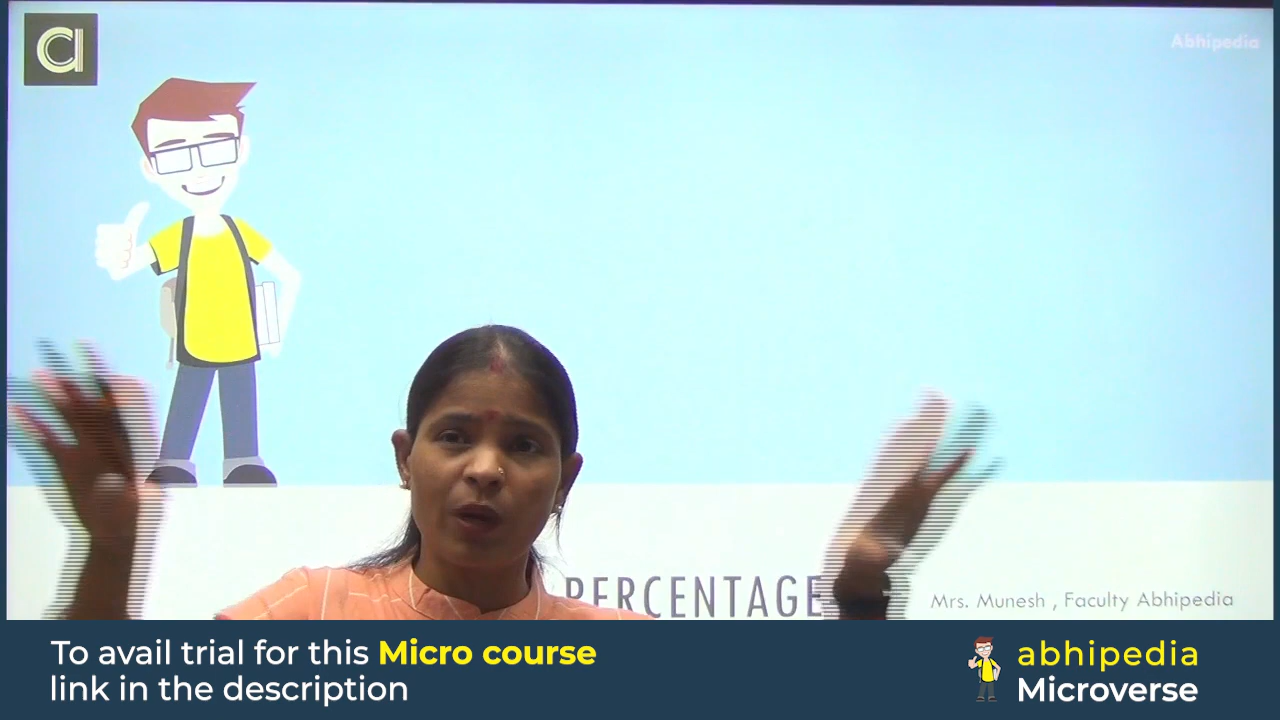 Abhipedia
PERCENTAGE
Mrs. Munesh , Faculty Abhipedia
To avail trial for this Micro course
link in the description
abhipedia
Microverse